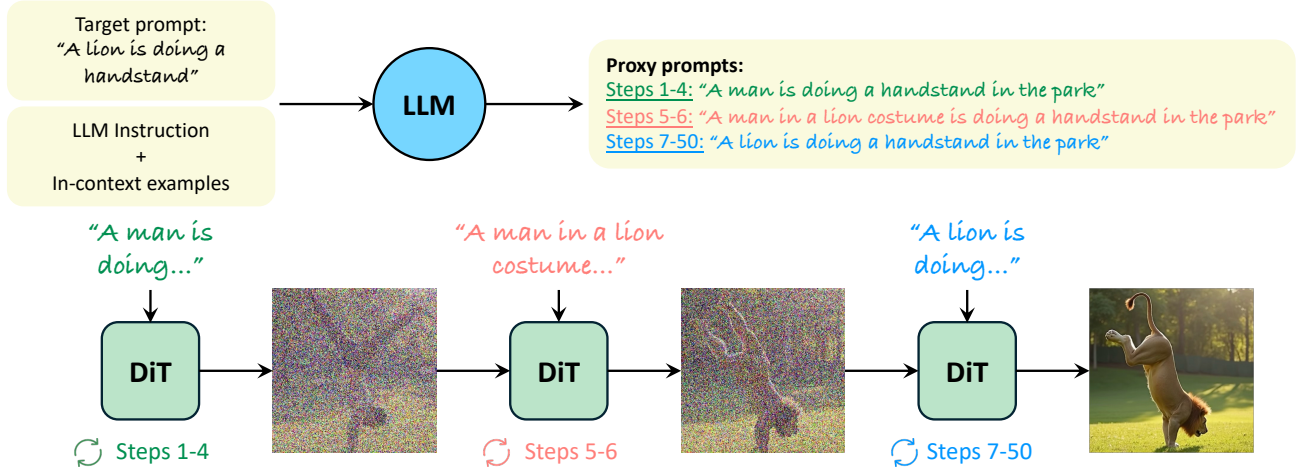 Target prompt:
“A lion is doing a
handstand”
LLM Instruction
+
In-context examples
LLM
Proxy prompts:
Steps 1-4: “A man is doing a handstand in the park”
Steps 5-6: “A man in a lion costume is doing a handstand in the park”
Steps 7-50: “A lion is doing a handstand in the park”
“A man is
doing...”
“A man in a lion
costume...”
“A lion is
doing...”
DiT
DiT
DiT
Steps 1-4
Steps 5-6
Steps 7-50